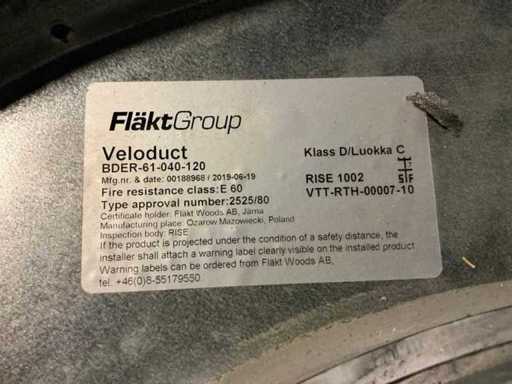 FläktGroup
Veloduct
Klass D/Luokka C
BDER-61-040-120
Mfg.nr. & date: 00188968 / 2019-06-19
RISE 1002
SITF
Fire resistance class: E 60
VTT-RTH-00007-10
Type approval number:2525/80
Certificate holder: Fläkt Woods AB, Järna
Manufacturing place: Ozarow Mazowiecki, Poland
Inspection body: RISE
If the product is projected under the condition of a safety distance, the
installer shall attach a warning label clearly visible on the installed product
Warning labels can be ordered from Fläkt Woods AB,
tel. +46(0)8-55179550